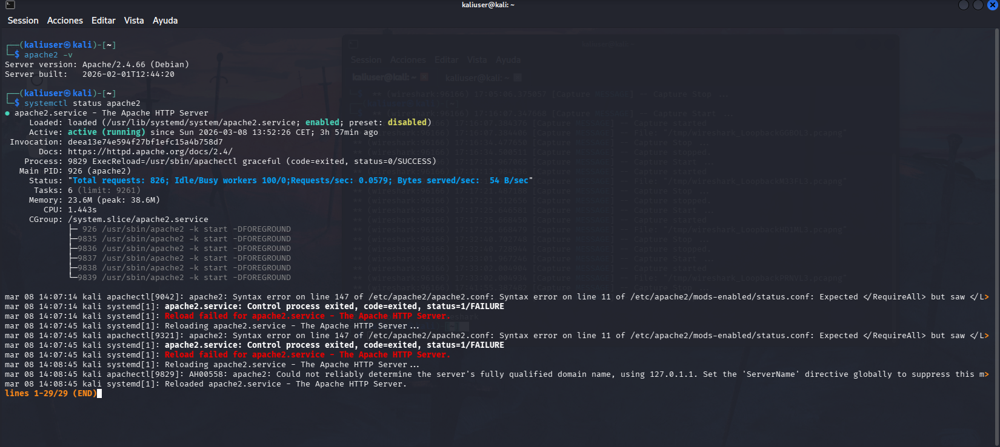 kaliuser@kali: ~
Session Acciones Editar Vista Ayuda
┌──(kaliuser㉿kali)-[~]
└─$ apache2 -v
Server version: Apache/2.4.66 (Debian)
Server built:   2026-02-01T12:44:20
┌──(kaliuser㉿kali)-[~]
└─$ systemctl status apache2
● apache2.service - The Apache HTTP Server
Loaded: loaded (/usr/lib/systemd/system/apache2.service; enabled; preset: disabled)
Active: active (running) since Sun 2026-03-08 13:52:26 CET; 3h 57min ago
Invocation: deea13e74e594f27bf1efc15a4b758d7
Docs: https://httpd.apache.org/docs/2.4/
Process: 9829 ExecReload=/usr/sbin/apachectl graceful (code=exited, status=0/SUCCESS)
Main PID: 926 (apache2)
Status: "Total requests: 826; Idle/Busy workers 100/0;Requests/sec: 0.0579; Bytes served/sec:  54 B/sec"
Tasks: 6 (limit: 9261)
Memory: 23.6M (peak: 38.6M)
CPU: 1.443s
CGroup: /system.slice/apache2.service
├─ 926 /usr/sbin/apache2 -k start -DFOREGROUND
├─9835 /usr/sbin/apache2 -k start -DFOREGROUND
├─9836 /usr/sbin/apache2 -k start -DFOREGROUND
├─9837 /usr/sbin/apache2 -k start -DFOREGROUND
├─9838 /usr/sbin/apache2 -k start -DFOREGROUND
└─9839 /usr/sbin/apache2 -k start -DFOREGROUND
mar 08 14:07:14 kali apachectl[9042]: apache2: Syntax error on line 147 of /etc/apache2/apache2.conf: Syntax error on line 11 of /etc/apache2/mods-enabled/status.conf: Expected </RequireAll> but saw </L>
mar 08 14:07:14 kali systemd[1]: apache2.service: Control process exited, code=exited, status=1/FAILURE
mar 08 14:07:14 kali systemd[1]: Reload failed for apache2.service - The Apache HTTP Server.
mar 08 14:07:45 kali systemd[1]: Reloading apache2.service - The Apache HTTP Server...
mar 08 14:07:45 kali apachectl[9321]: apache2: Syntax error on line 147 of /etc/apache2/apache2.conf: Syntax error on line 11 of /etc/apache2/mods-enabled/status.conf: Expected </RequireAll> but saw </L>
mar 08 14:07:45 kali systemd[1]: apache2.service: Control process exited, code=exited, status=1/FAILURE
mar 08 14:07:45 kali systemd[1]: Reload failed for apache2.service - The Apache HTTP Server.
mar 08 14:08:45 kali systemd[1]: Reloading apache2.service - The Apache HTTP Server...
mar 08 14:08:45 kali apachectl[9829]: AH00558: apache2: Could not reliably determine the server's fully qualified domain name, using 127.0.1.1. Set the 'ServerName' directive globally to suppress this m>
mar 08 14:08:45 kali systemd[1]: Reloaded apache2.service - The Apache HTTP Server.
lines 1-29/29 (END)